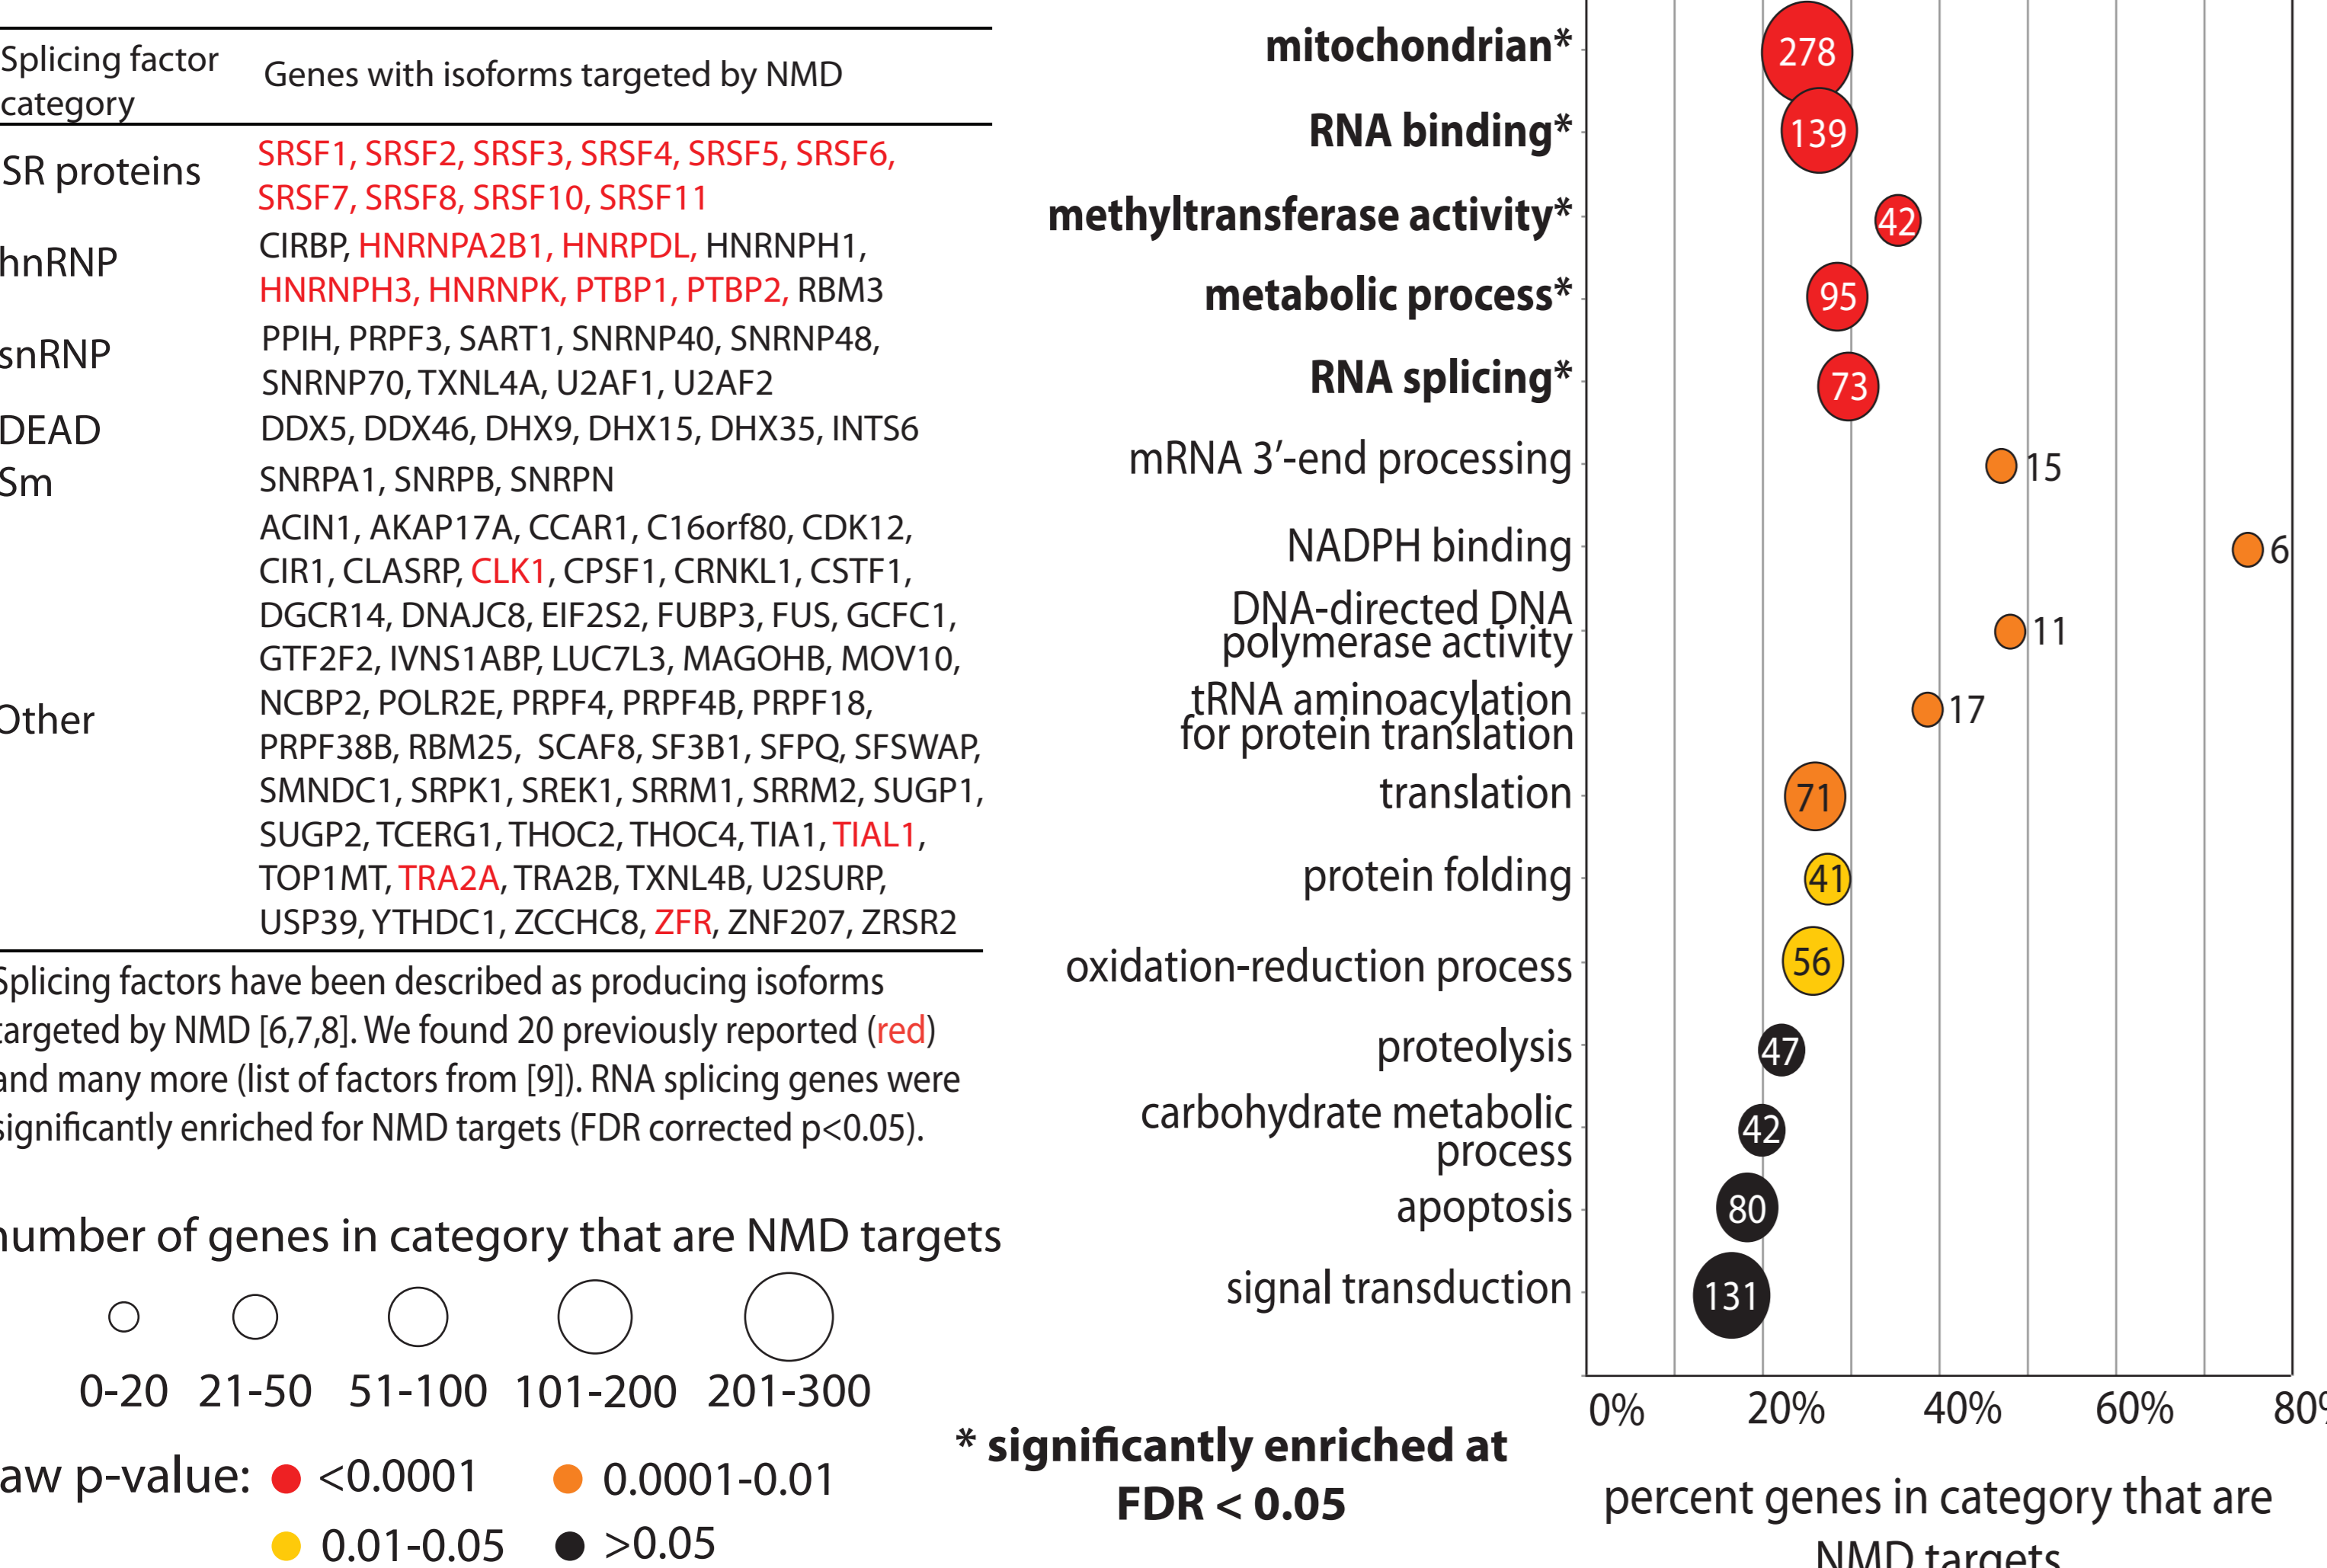 Splicing factor
category
Genes with isoforms targeted by NMD
SR proteins
SRSF1, SRSF2, SRSF3, SRSF4, SRSF5, SRSF6,
SRSF7, SRSF8, SRSF10, SRSF11
hnRNP
CIRBP, HNRNPA2B1, HNRPDL, HNRNPH1,
HNRNPH3, HNRNPK, PTBP1, PTBP2, RBM3
snRNP
PPIH, PRPF3, SART1, SNRNP40, SNRNP48,
SNRNP70, TXNL4A, U2AF1, U2AF2
DEAD
DDX5, DDX46, DHX9, DHX15, DHX35, INTS6
Sm
SNRPA1, SNRPB, SNRPN
Other
ACIN1, AKAP17A, CCAR1, C16orf80, CDK12,
CIR1, CLASRP, CLK1, CPSF1, CRNKL1, CSTF1,
DGCR14, DNAJC8, EIF2S2, FUBP3, FUS, GCFC1,
GTF2F2, IVNS1ABP, LUC7L3, MAGOHB, MOV10,
NCBP2, POLR2E, PRPF4, PRPF4B, PRPF18,
PRPF38B, RBM25, SCAF8, SF3B1, SFPQ, SFSWAP,
SMNDC1, SRPK1, SREK1, SRRM1, SRRM2, SUGP1,
SUGP2, TCERG1, THOC2, THOC4, TIA1, TIAL1,
TOP1MT, TRA2A, TRA2B, TXNL4B, U2SURP,
USP39, YTHDC1, ZCCHC8, ZFR, ZNF207, ZRSR2
Splicing factors have been described as producing isoforms
targeted by NMD [6,7,8]. We found 20 previously reported (red)
and many more (list of factors from [9]). RNA splicing genes were
significantly enriched for NMD targets (FDR corrected p<0.05).
number of genes in category that are NMD targets
0-20 21-50 51-100 101-200 201-300
aw p-value: <0.0001 0.0001-0.01
0.01-0.05 >0.05
mitochondrian* 278
RNA binding* 139
methyltransferase activity* 42
metabolic process* 95
RNA splicing* 73
mRNA 3’-end processing 15
NADPH binding 6
DNA-directed DNA
polymerase activity 11
tRNA aminoacylation
for protein translation 17
translation 71
protein folding 41
oxidation-reduction process 56
proteolysis 47
carbohydrate metabolic
process 42
apoptosis 80
signal transduction 131
0% 20% 40% 60% 80%
* significantly enriched at
FDR < 0.05
percent genes in category that are
NMD targets